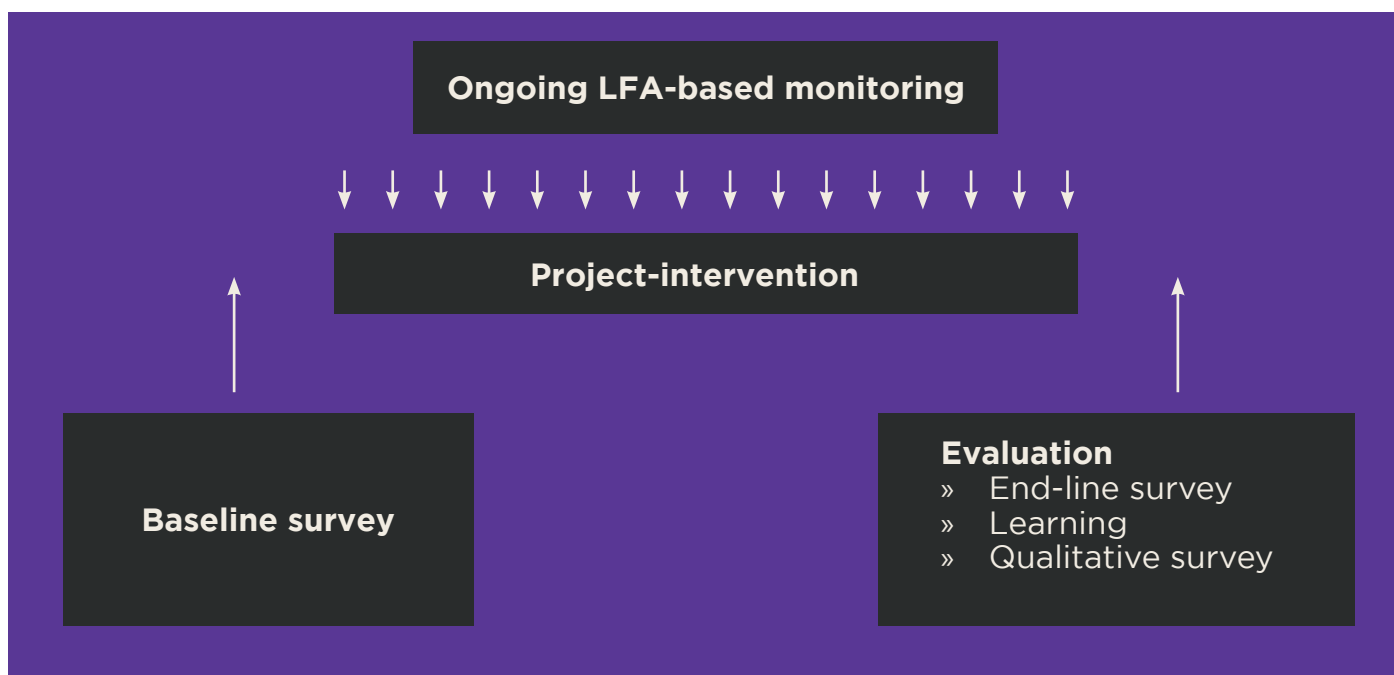 Ongoing LFA-based monitoring
Project-intervention
Baseline survey
Evaluation
» End-line survey
» Learning
» Qualitative survey